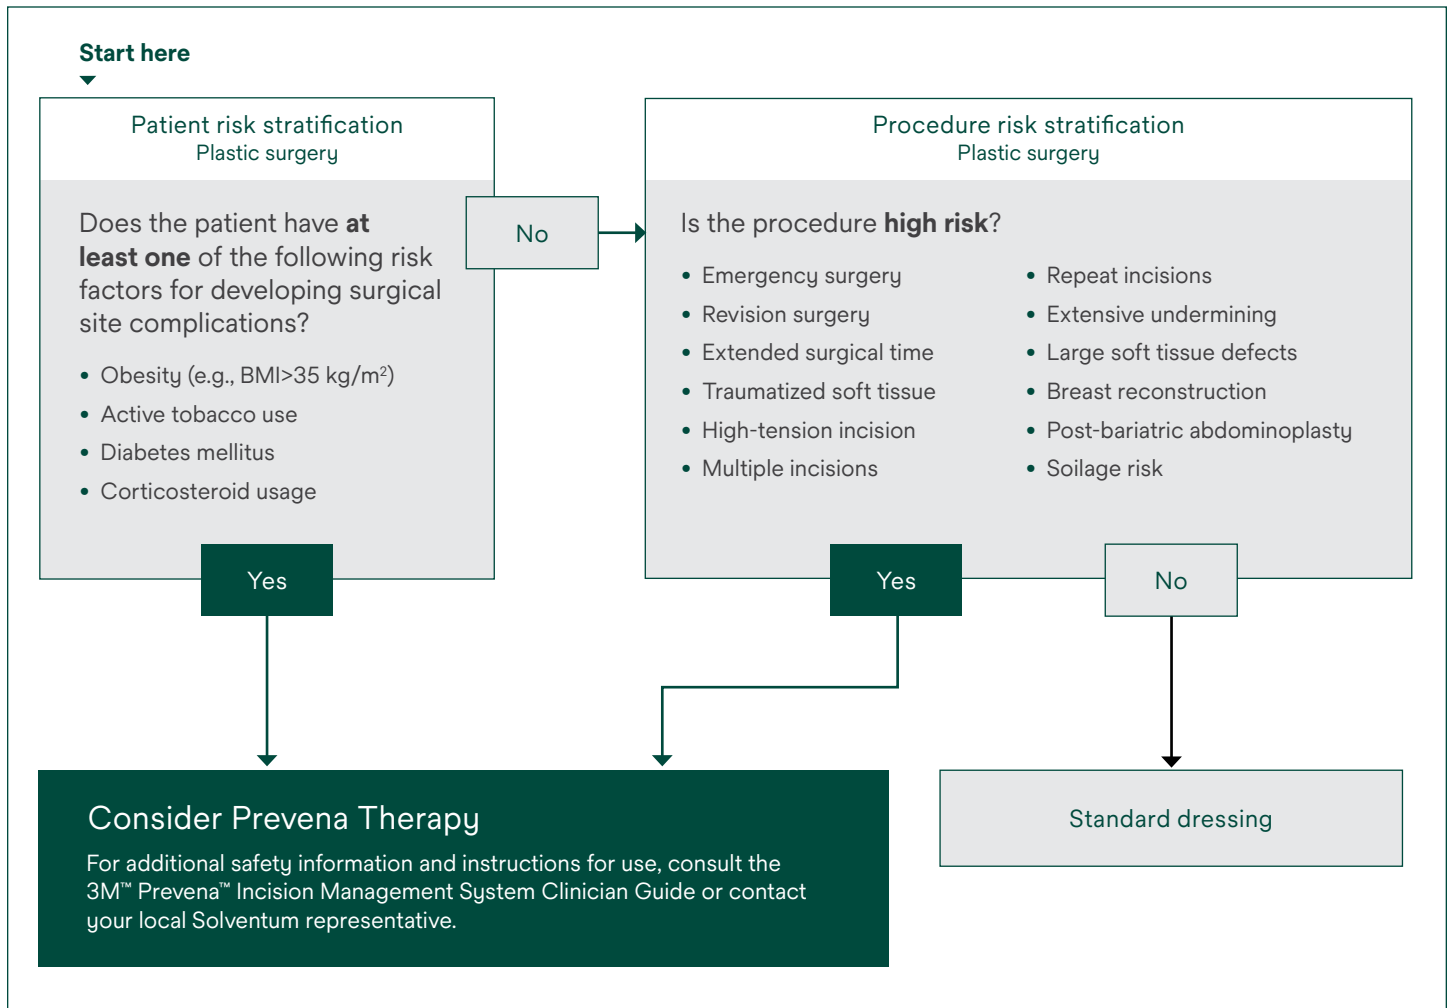 Start here
Patient risk stratification
Plastic surgery
Does the patient have at
least one of the following risk
factors for developing surgical
site complications?
• Obesity (e.g., BMI>35 kg/m²)
• Active tobacco use
• Diabetes mellitus
• Corticosteroid usage
Yes
No
Procedure risk stratification
Plastic surgery
Is the procedure high risk?
• Emergency surgery
• Revision surgery
• Extended surgical time
• Traumatized soft tissue
• High-tension incision
• Multiple incisions
• Repeat incisions
• Extensive undermining
• Large soft tissue defects
• Breast reconstruction
• Post-bariatric abdominoplasty
• Soilage risk
Yes
No
Consider Prevena Therapy
For additional safety information and instructions for use, consult the
3M™ Prevena™ Incision Management System Clinician Guide or contact
your local Solventum representative.
Standard dressing